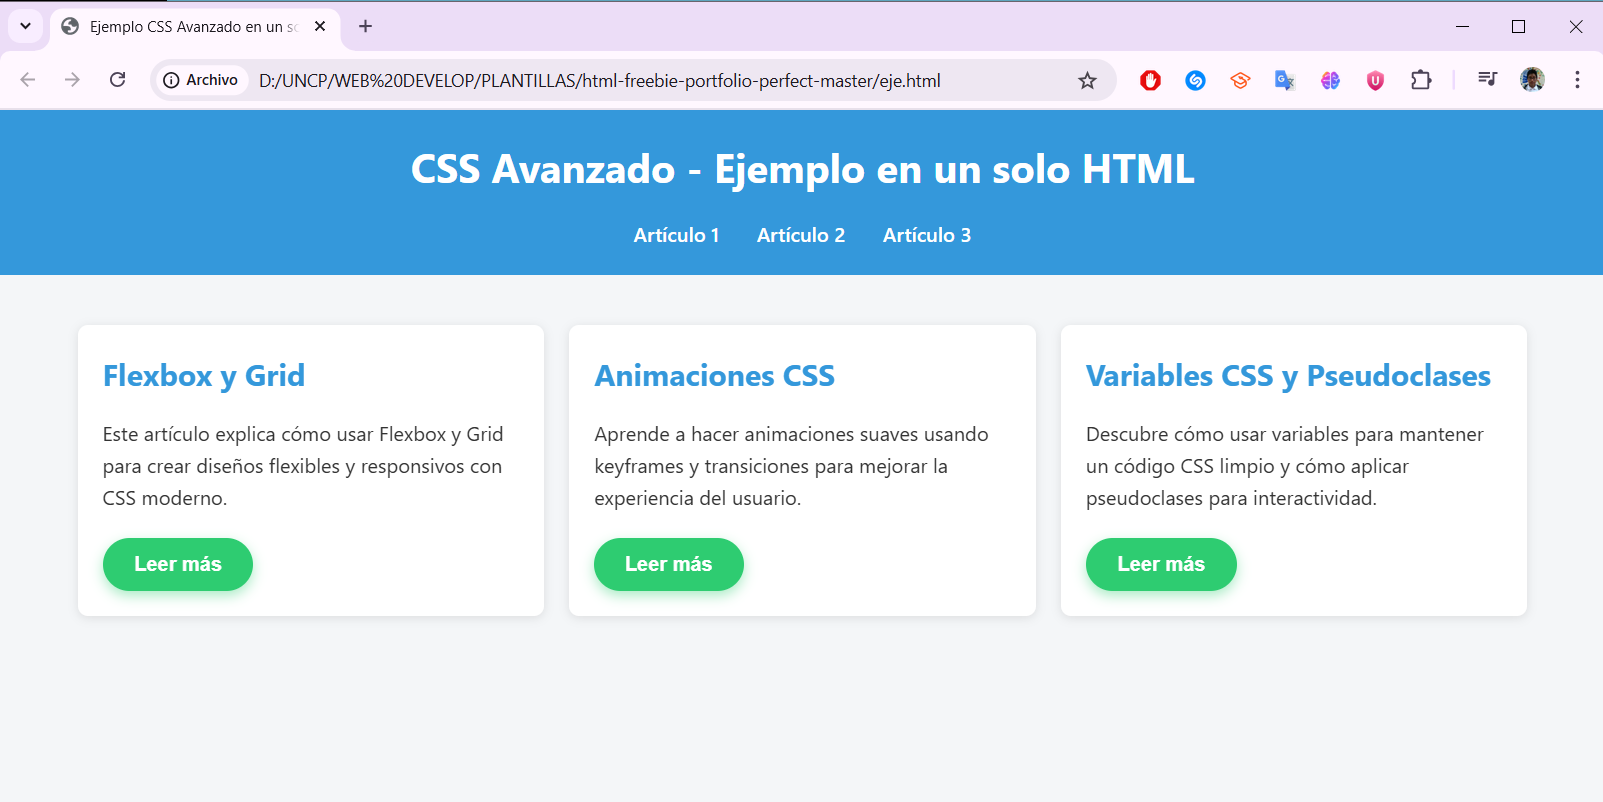 Ejemplo CSS Avanzado en un sc
Archivo
D:/UNCP/WEB%20DEVELOP/PLANTILLAS/html-freebie-portfolio-perfect-master/eje.html
CSS Avanzado - Ejemplo en un solo HTML
Artículo 1
Artículo 2
Artículo 3
Flexbox y Grid
Este artículo explica cómo usar Flexbox y Grid
para crear diseños flexibles y responsivos con
CSS moderno.
Leer más
Animaciones CSS
Aprende a hacer animaciones suaves usando
keyframes y transiciones para mejorar la
experiencia del usuario.
Leer más
Variables CSS y Pseudoclases
Descubre cómo usar variables para mantener
un código CSS limpio y cómo aplicar
pseudoclases para interactividad.
Leer más